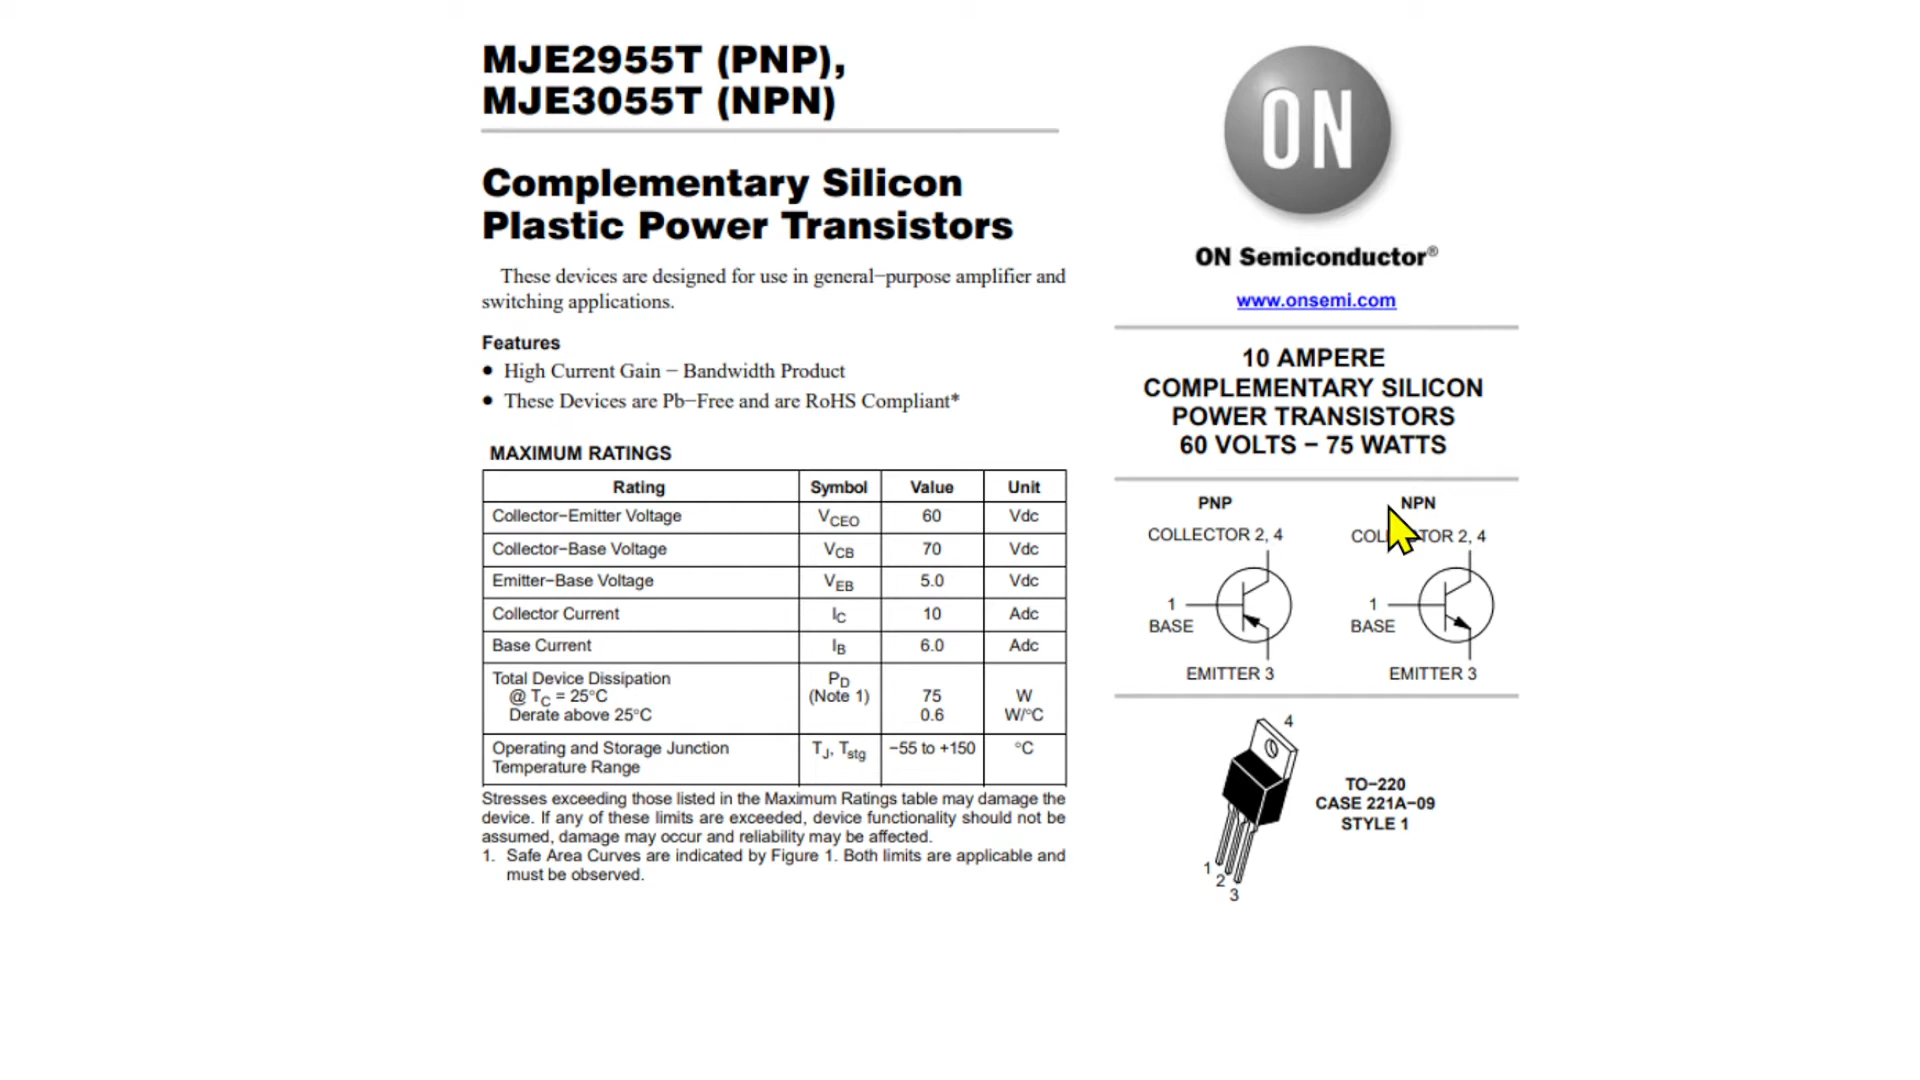 MJE2955T (PNP),
MJE3055T (NPN)
Complementary Silicon
Plastic Power Transistors
These devices are designed for use in general−purpose amplifier and
switching applications.
Features
• High Current Gain − Bandwidth Product
• These Devices are Pb−Free and are RoHS Compliant*
MAXIMUM RATINGS
Rating Symbol Value Unit
Collector−Emitter Voltage VCEO 60 Vdc
Collector−Base Voltage VCB 70 Vdc
Emitter−Base Voltage VEB 5.0 Vdc
Collector Current IC 10 Adc
Base Current IB 6.0 Adc
Total Device Dissipation PD
@ TC = 25°C (Note 1) 75 W
Derate above 25°C 0.6 W/°C
Operating and Storage Junction TJ, Tstg −55 to +150 °C
Temperature Range
Stresses exceeding those listed in the Maximum Ratings table may damage the
device. If any of these limits are exceeded, device functionality should not be
assumed, damage may occur and reliability may be affected.
1. Safe Area Curves are indicated by Figure 1. Both limits are applicable and
must be observed.
ON
ON Semiconductor®
www.onsemi.com
10 AMPERE
COMPLEMENTARY SILICON
POWER TRANSISTORS
60 VOLTS − 75 WATTS
PNP
COLLECTOR 2, 4
1
BASE
EMITTER 3
NPN
2, 4
1
BASE
EMITTER 3
4
1
2
3
TO−220
CASE 221A−09
STYLE 1